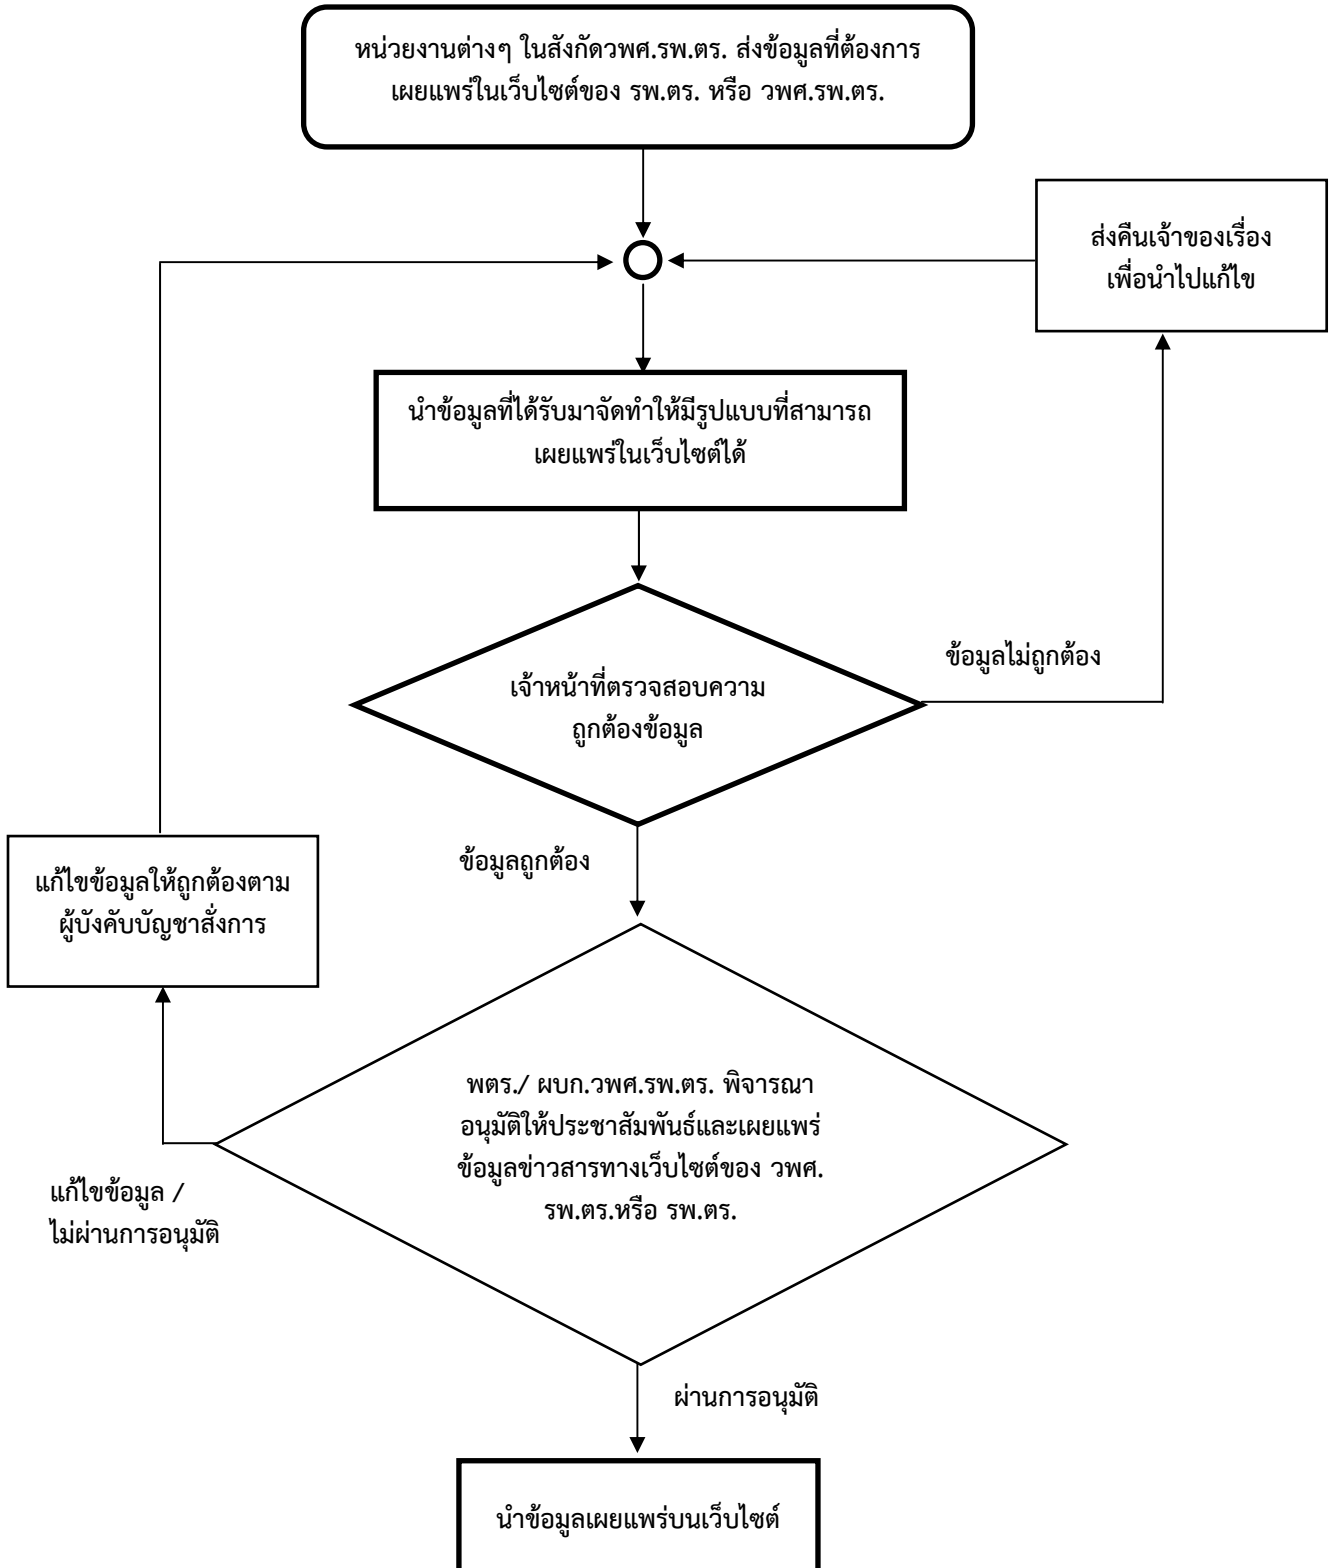 หน่วยงานต่างๆ ในสังกัดวพศ.รพ.ตร. ส่งข้อมูลที่ต้องการ
เผยแพร่ในเว็บไซต์ของ รพ.ตร. หรือ วพศ.รพ.ตร.
ส่งคืนเจ้าของเรื่อง
เพื่อนำไปแก้ไข
นำข้อมูลที่ได้รับมาจัดทำให้มีรูปแบบที่สามารถ
เผยแพร่ในเว็บไซต์ได้
ข้อมูลไม่ถูกต้อง
เจ้าหน้าที่ตรวจสอบความ
ถูกต้องข้อมูล
ข้อมูลถูกต้อง
แก้ไขข้อมูลให้ถูกต้องตาม
ผู้บังคับบัญชาสั่งการ
พตร./ ผบก.วพศ.รพ.ตร. พิจารณา
อนุมัติให้ประชาสัมพันธ์และเผยแพร่
ข้อมูลข่าวสารทางเว็บไซต์ของ วพศ.
รพ.ตร.หรือ รพ.ตร.
แก้ไขข้อมูล /
ไม่ผ่านการอนุมัติ
ผ่านการอนุมัติ
นำข้อมูลเผยแพร่บนเว็บไซต์